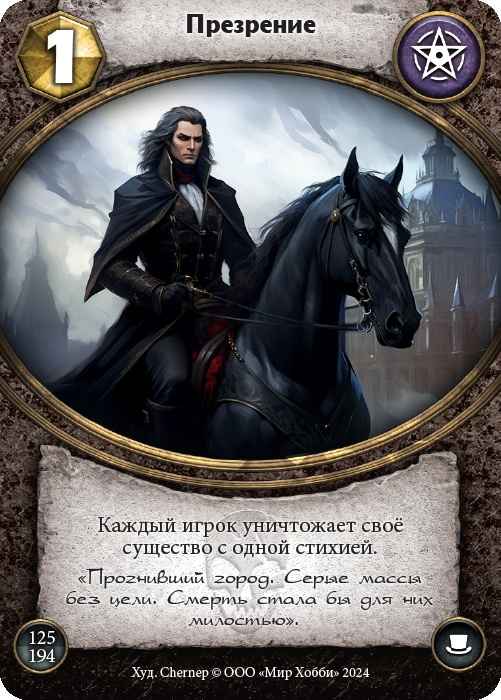 Презрение
1
Каждый игрок уничтожает своё
существо с одной стихией.
«Прогнивший город. Серые массы
без цели. Смерть стала бы для них
милостью».
125
194
Худ. Chernep © ООО «Мир Хобби» 2024